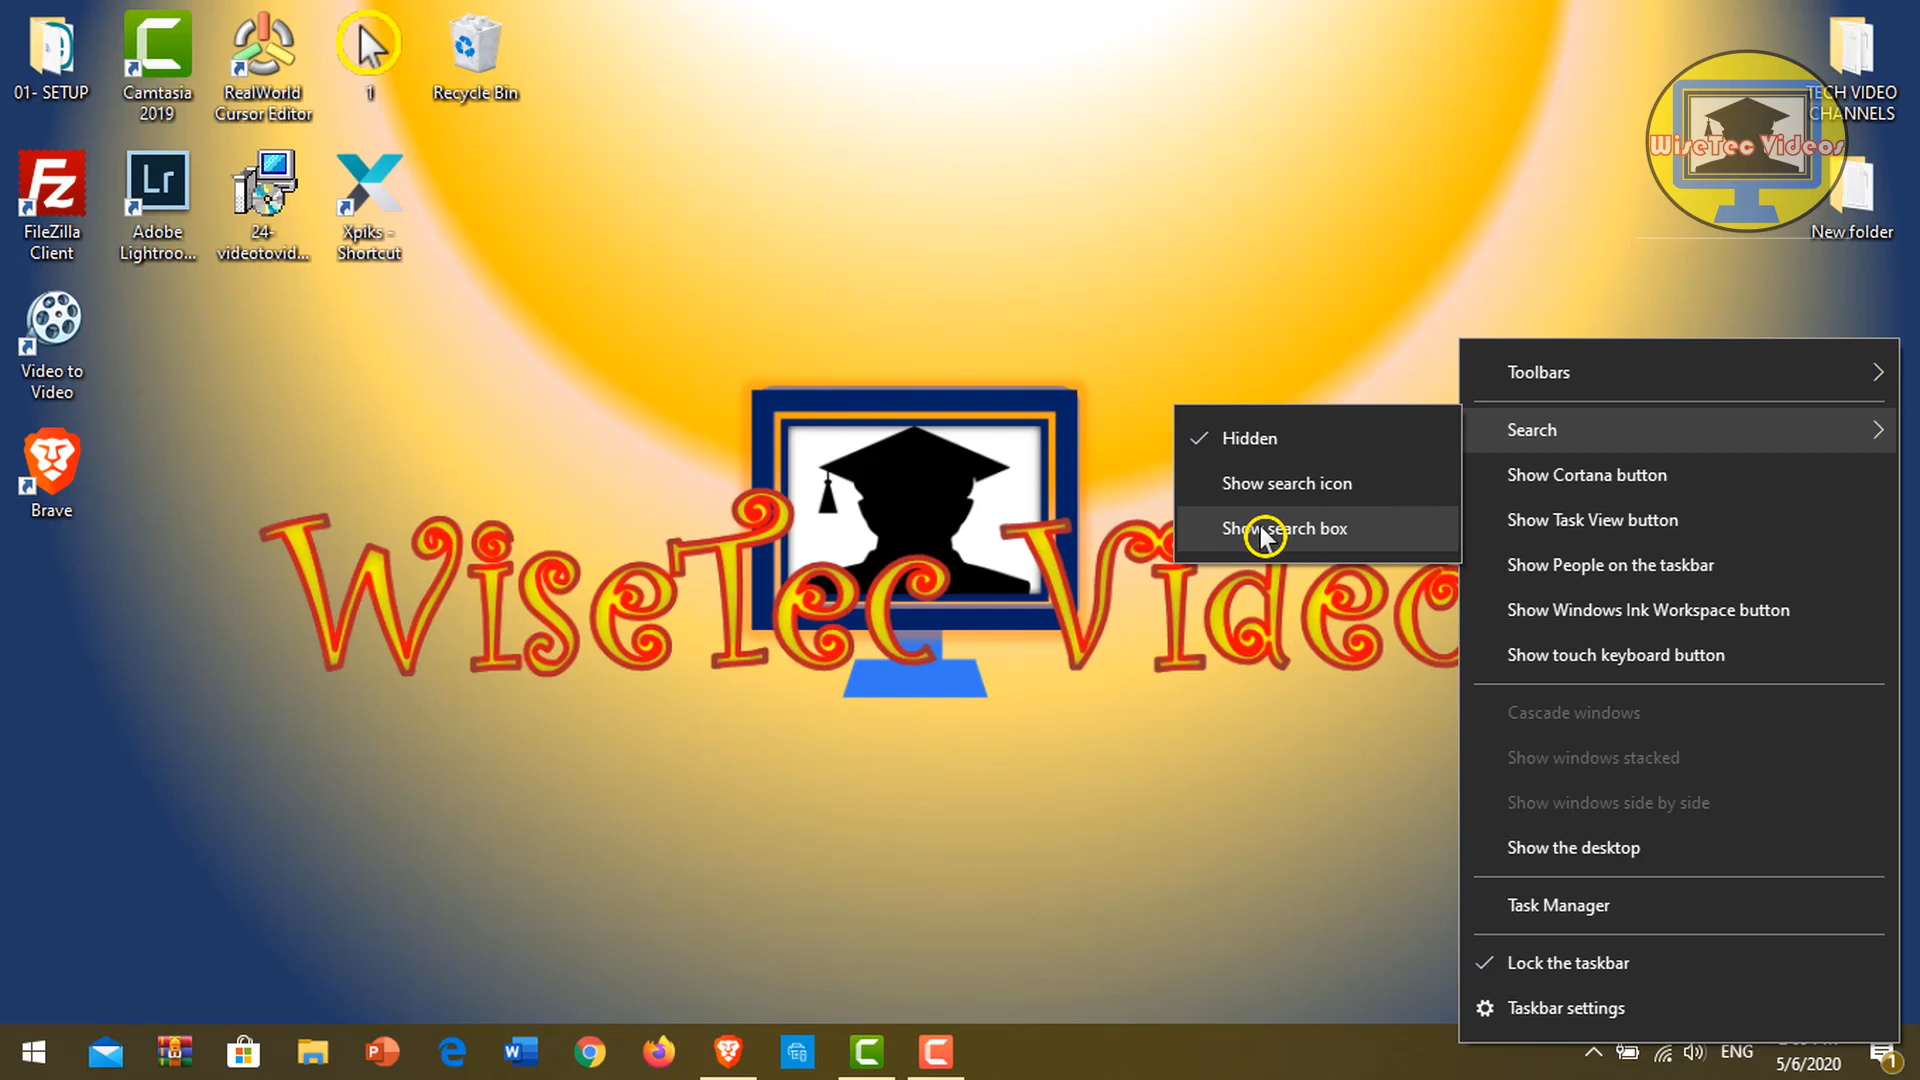 01- SETUP
Camtasia
2019
RealWorld
Cursor Editor
1
Recycle Bin
TECH VIDEO
CHANNELS
WiseTec Videos
FileZilla
Client
Lr
Adobe
Lightroo...
24-
videotovid...
Xpiks -
Shortcut
New folder
Video to
Video
Brave
WiseTec Video
Toolbars
Hidden
Show search icon
Show search box
Search
Show Cortana button
Show Task View button
Show People on the taskbar
Show Windows Ink Workspace button
Show touch keyboard button
Cascade windows
Show windows stacked
Show windows side by side
Show the desktop
Task Manager
Lock the taskbar
Taskbar settings
ENG
5/6/2020
1